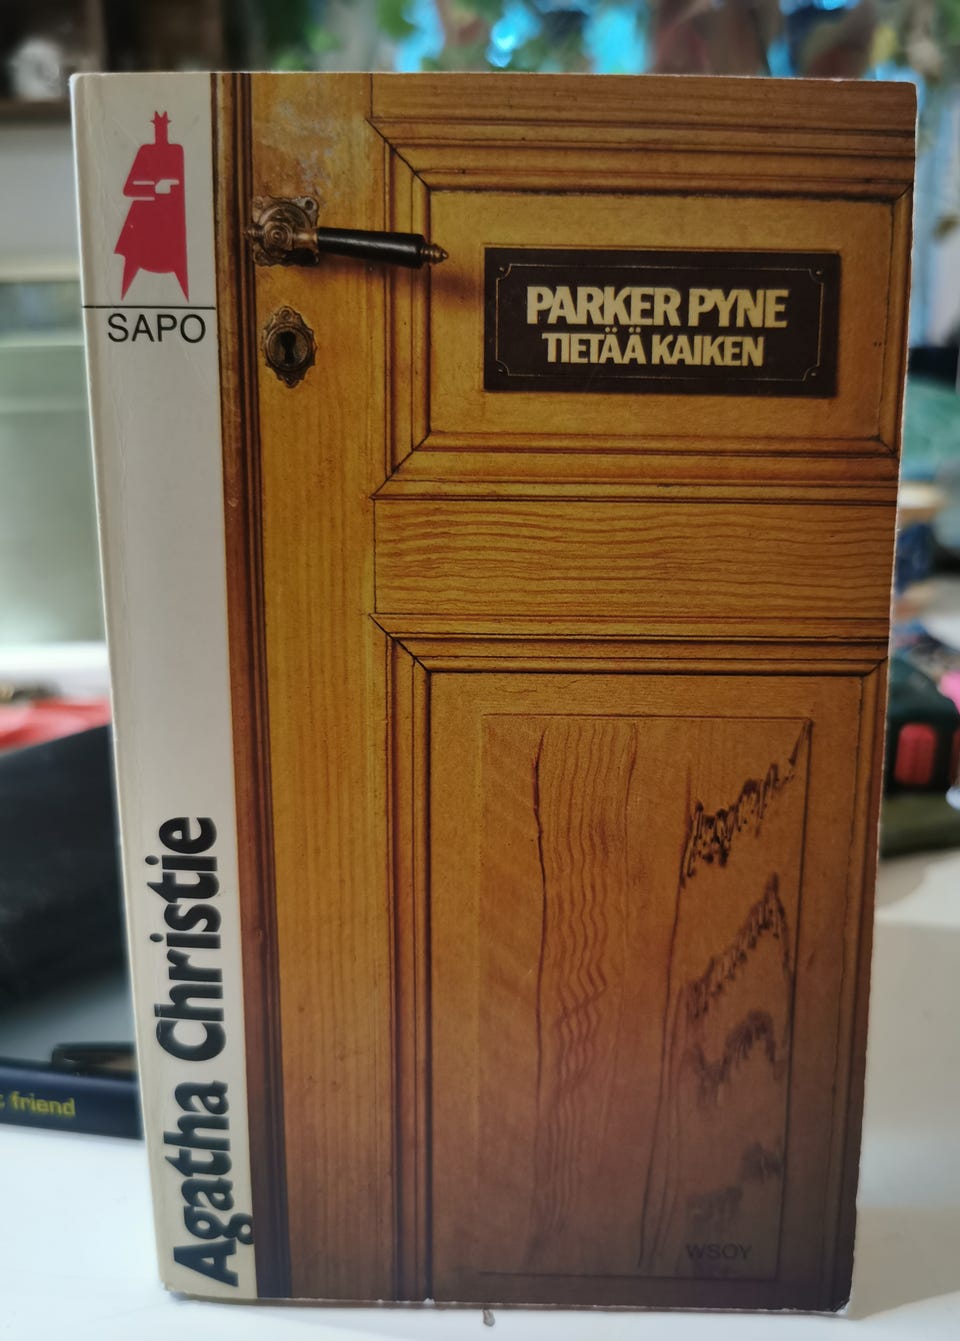 SAPO
PARKER PYNE
TIETÄÄ KAIKEN
Agatha Christie
WSOY
friend